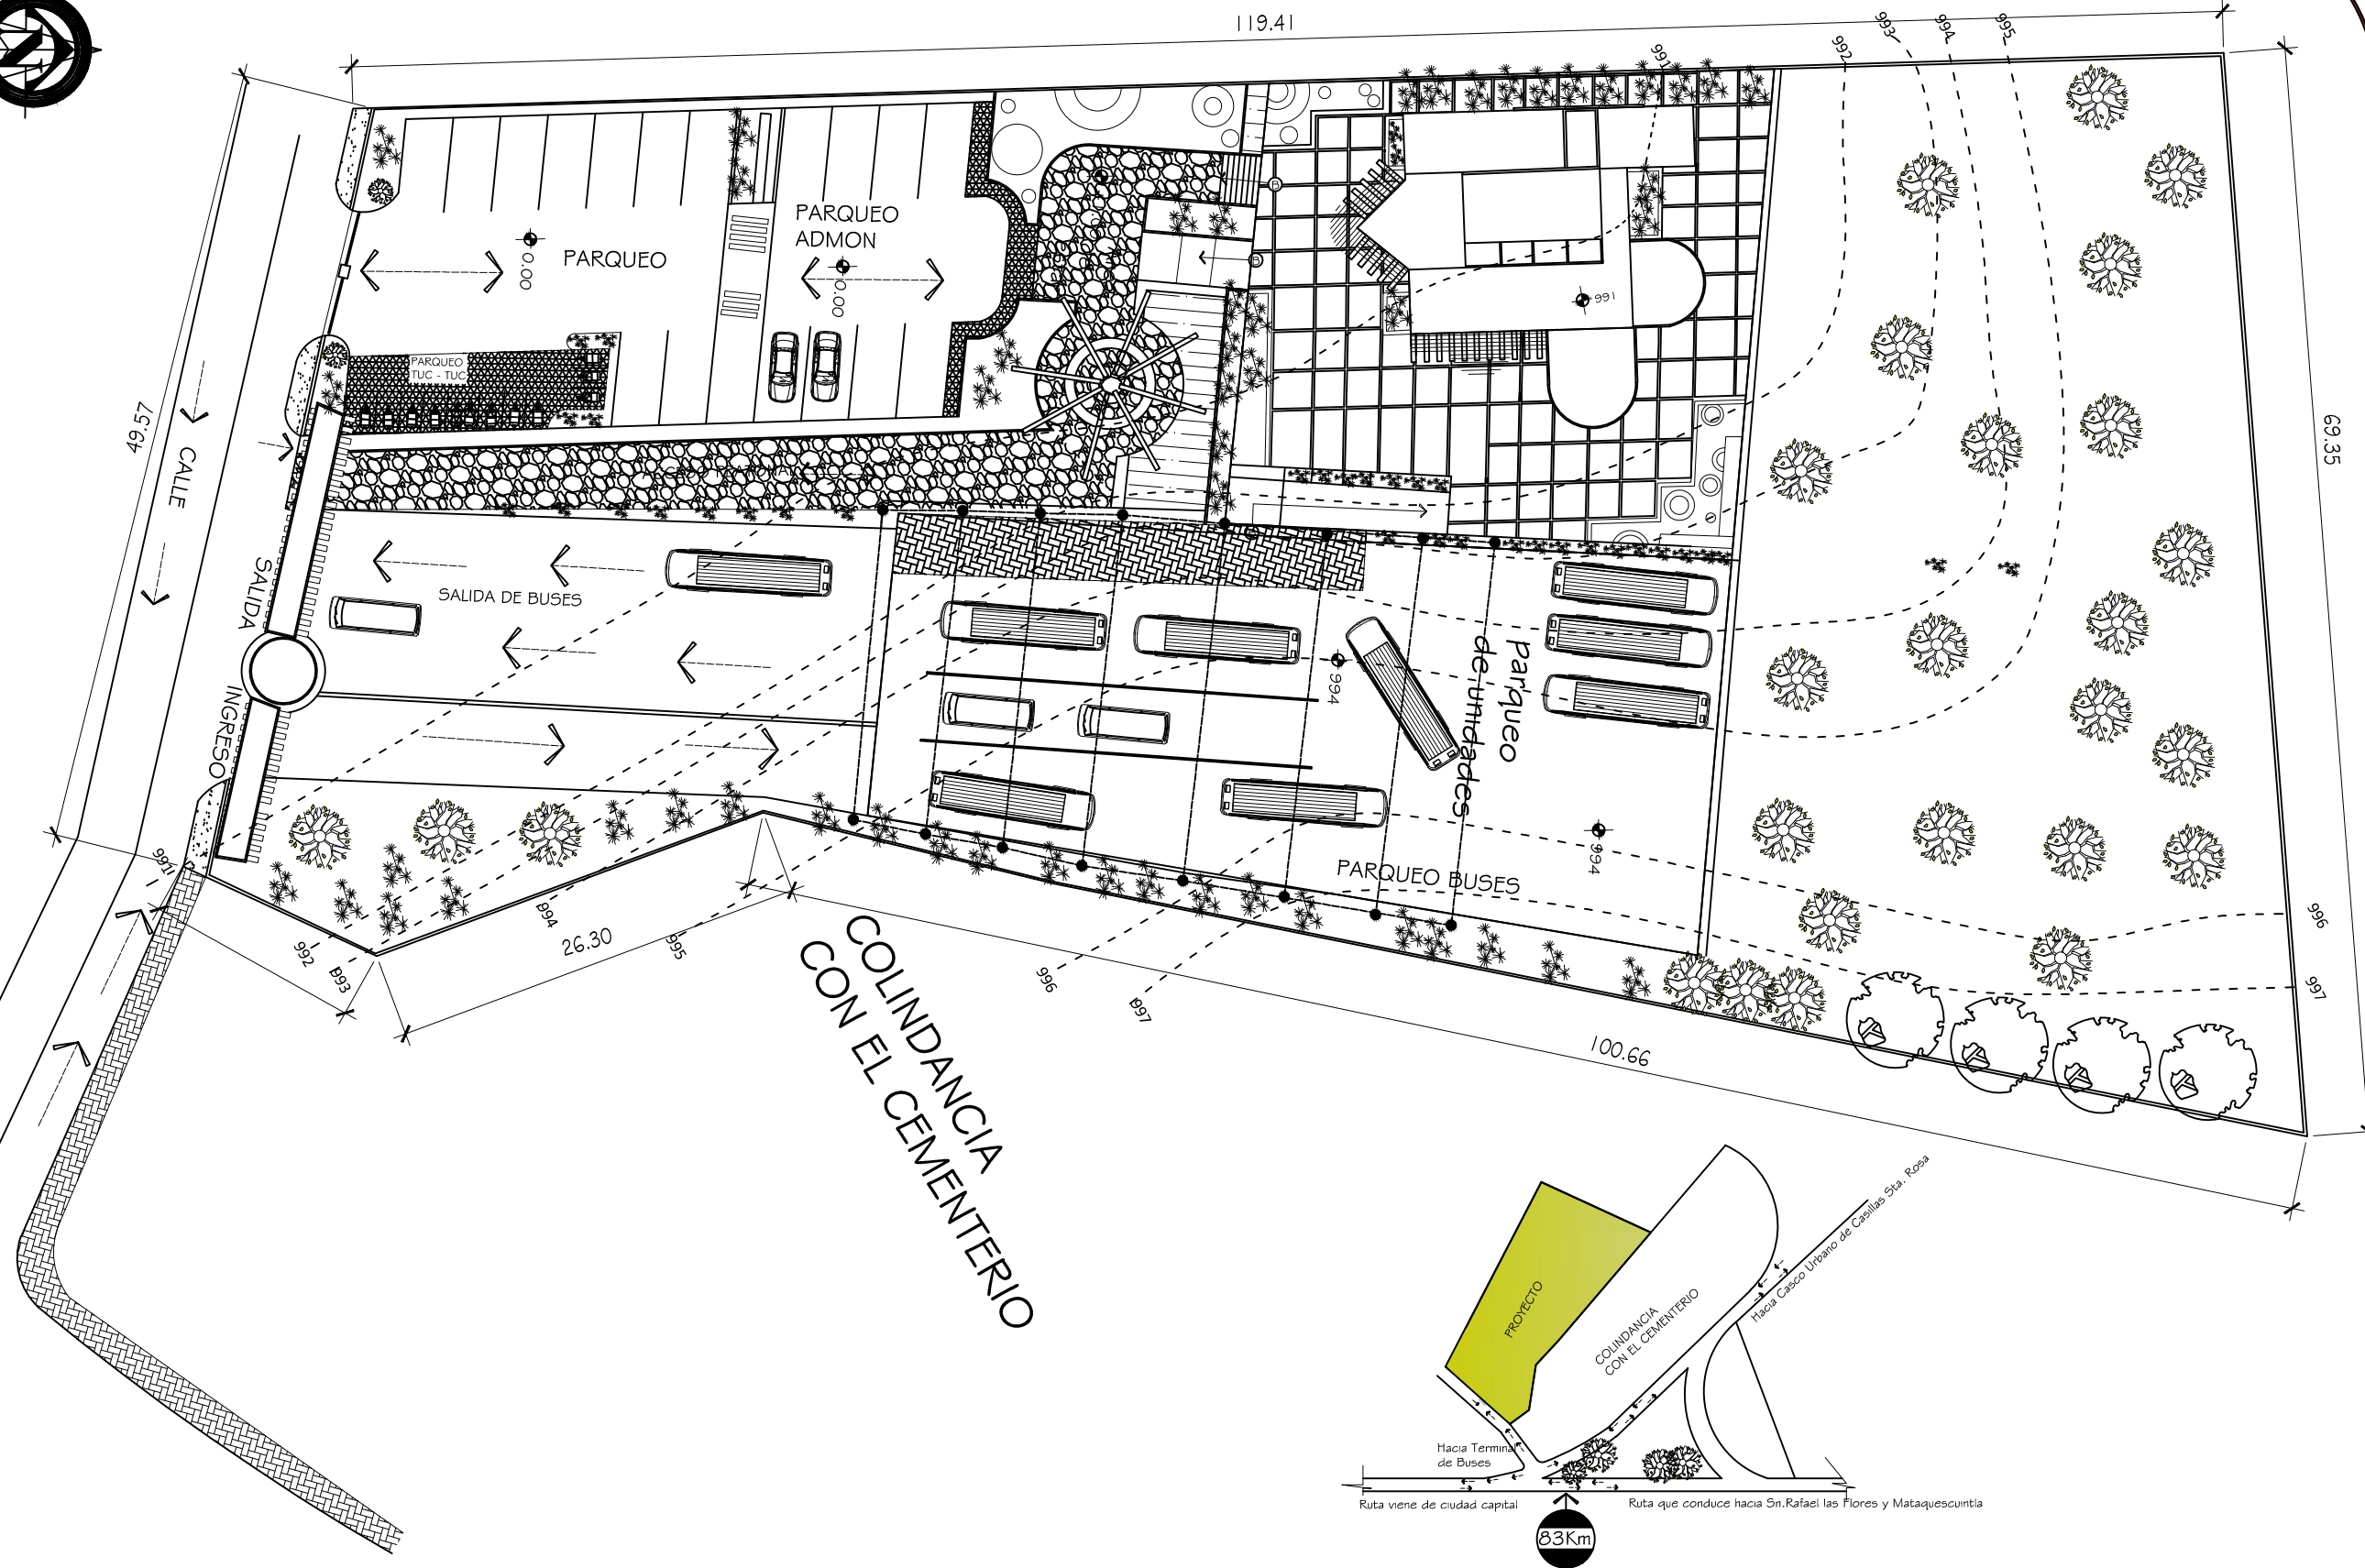 119.41
N
991
992
993
994
995
PARQUEO
ADMON
PARQUEO
0.00
0.00
991
PARQUEO
TUC - TUC
49.57
CALLE
69.35
SALIDA
SALIDA DE BUSES
Parqueo
de unidades
994
INGRESO
994
PARQUEO BUSES
991
992
993
994
995
26.30
996
997
996
997
100.66
COLINDANCIA
CON EL CEMENTERIO
PROYECTO
COLINDANCIA
CON EL CEMENTERIO
Hacia Casco Urbano de Casillas Sta. Rosa
Hacia Terminal
de Buses
Ruta viene de ciudad capital
Ruta que conduce hacia Sn.Rafael las Flores y Mataquescuintla
83Km